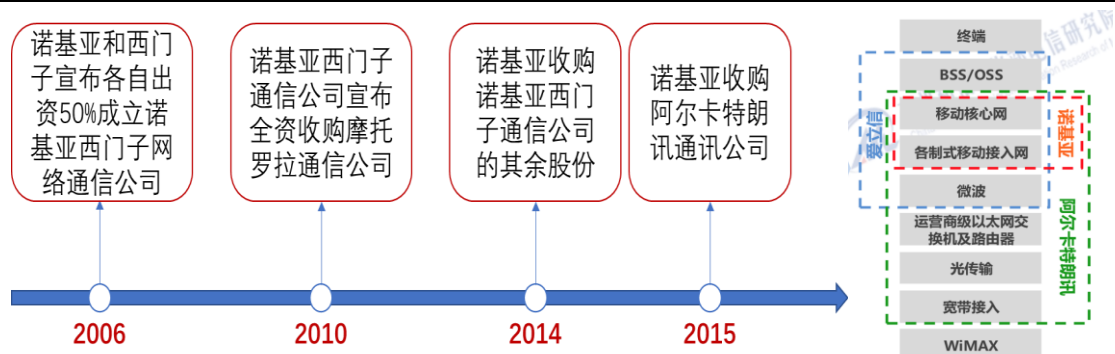 诺基亚和西门
子宣布各自出
资50%成立诺
基亚西门子网
络通信公司
诺基亚西门子
通信公司宣布
全资收购摩托
罗拉通信公司
诺基亚收购
诺基亚西门
子通信公司
的其余股份
诺基亚收购
阿尔卡特朗
讯通讯公司
2006
2010
2014
2015
终端
BSS/OSS
移动核心网
各制式移动接入网
微波
运营商级以太网交
换机及路由器
光传输
宽带接入
WiMAX
爱立信
诺基亚
阿尔卡特朗讯